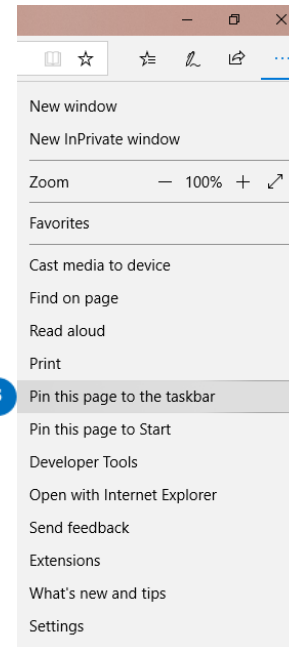 New window
New InPrivate window
Zoom — 100% +
Favorites
Cast media to device
Find on page
Read aloud
Print
Pin this page to the taskbar
Pin this page to Start
Developer Tools
Open with Internet Explorer
Send feedback
Extensions
What's new and tips
Settings